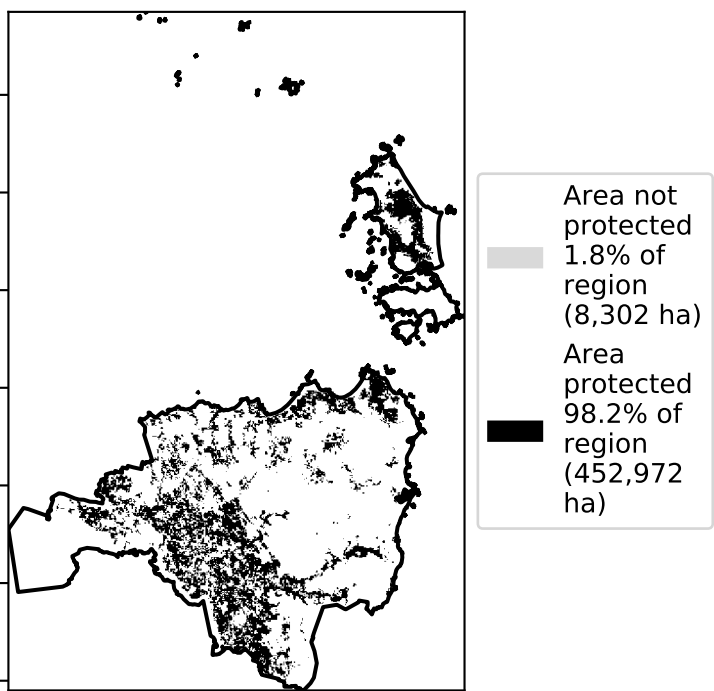 Area not
protected
1.8% of
region
(8,302 ha)
Area
protected
98.2% of
region
(452,972
ha)